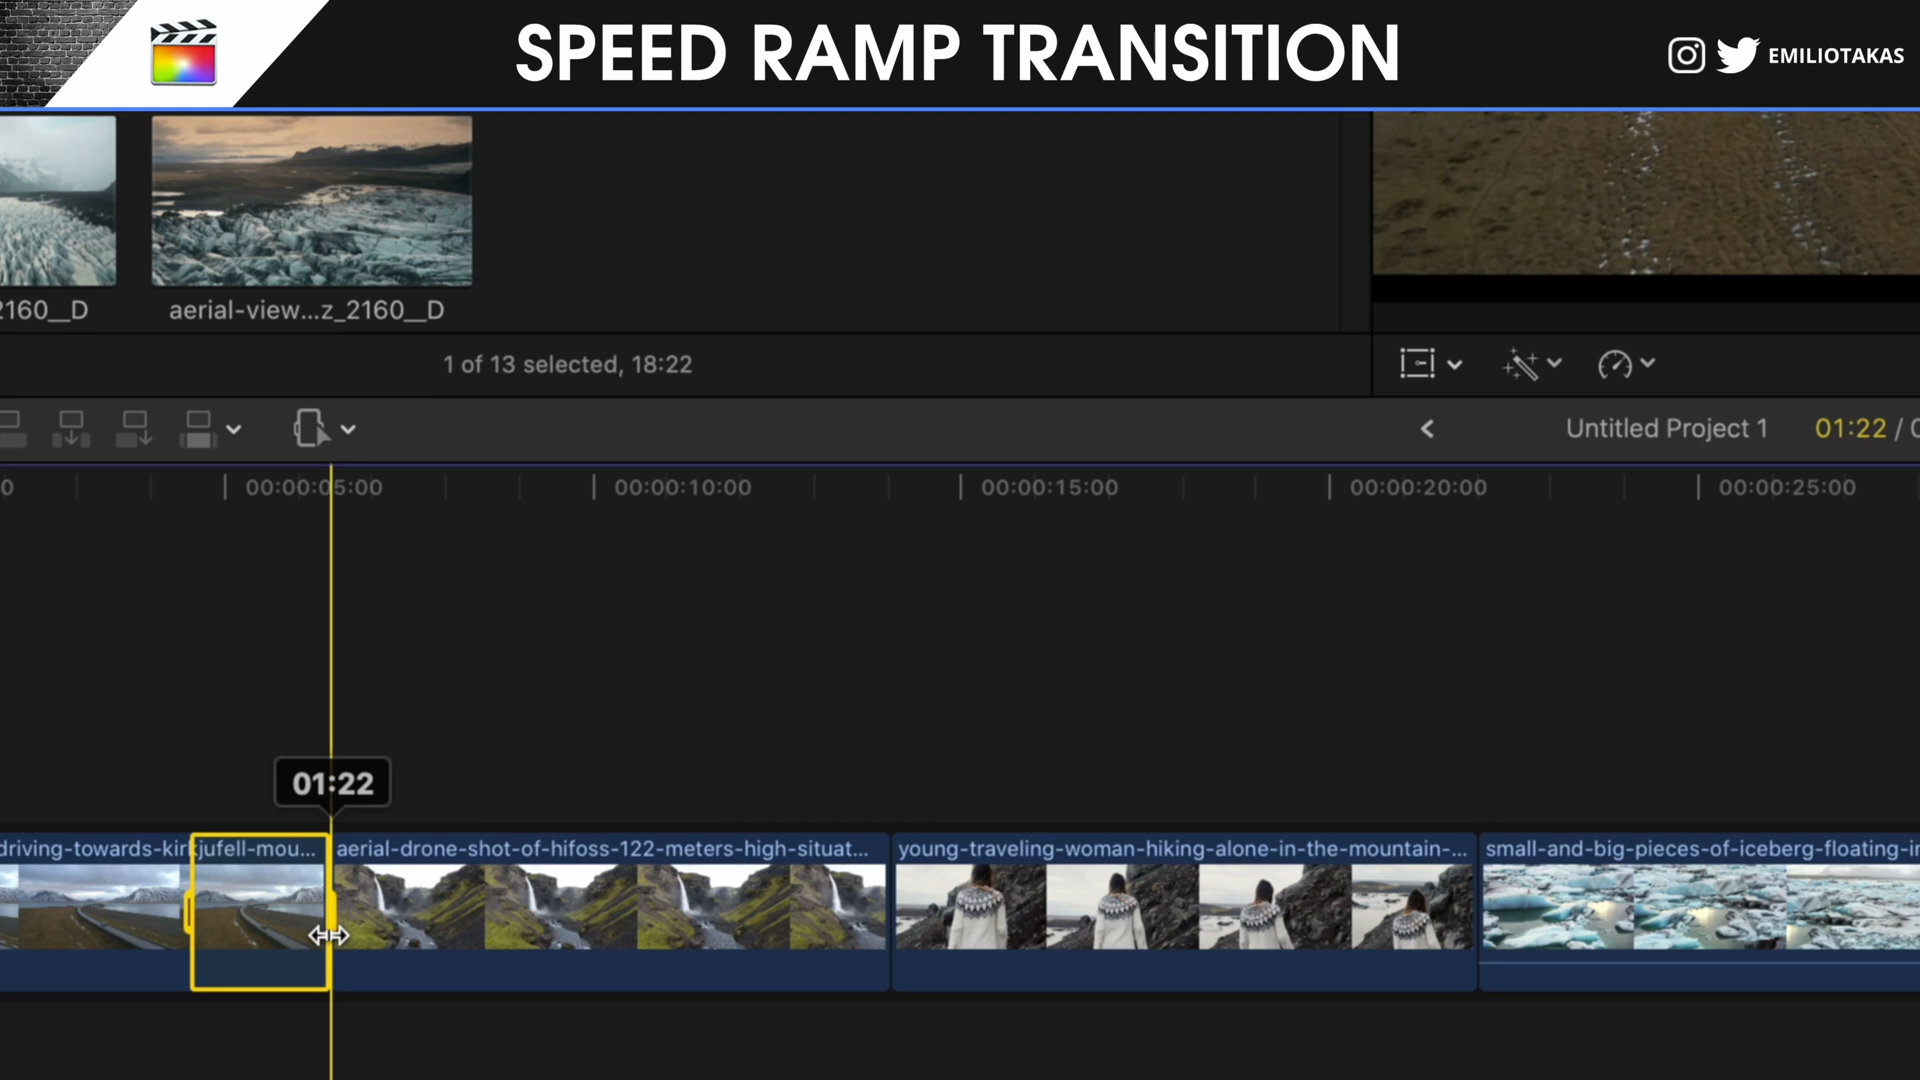 SPEED RAMP TRANSITION
EMILIOTAKAS
2160__D
aerial-view...z_2160__D
1 of 13 selected, 18:22
Untitled Project 1
01:22 /
00:00:05:00
00:00:10:00
00:00:15:00
00:00:20:00
00:00:25:00
01:22
driving-towards-kirkjufell-mou...
aerial-drone-shot-of-hifoss-122-meters-high-situat...
young-traveling-woman-hiking-alone-in-the-mountain-...
small-and-big-pieces-of-iceberg-floating-in